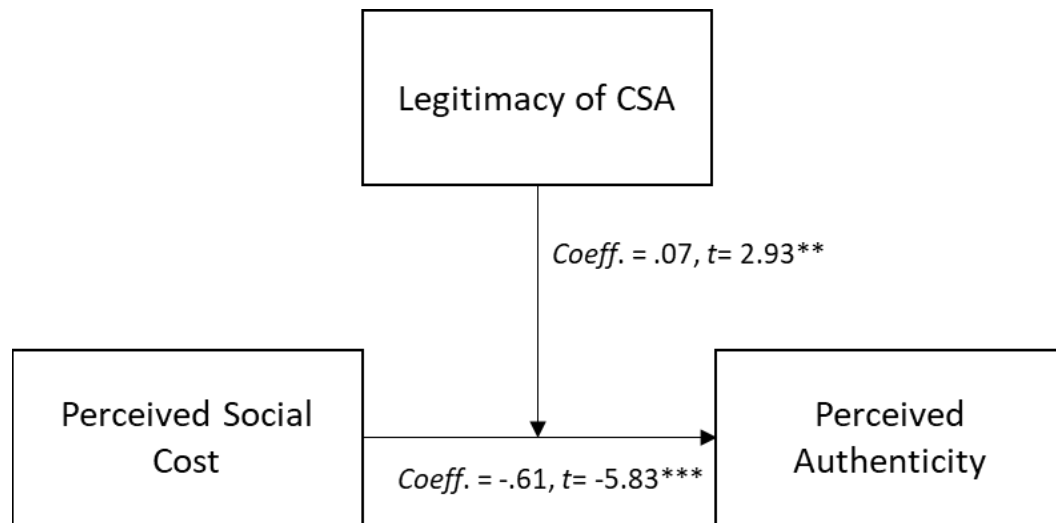 Legitimacy of CSA
Coeff. = .07, t= 2.93**
Perceived Social
Cost
Perceived
Authenticity
Coeff. = -.61, t= -5.83***